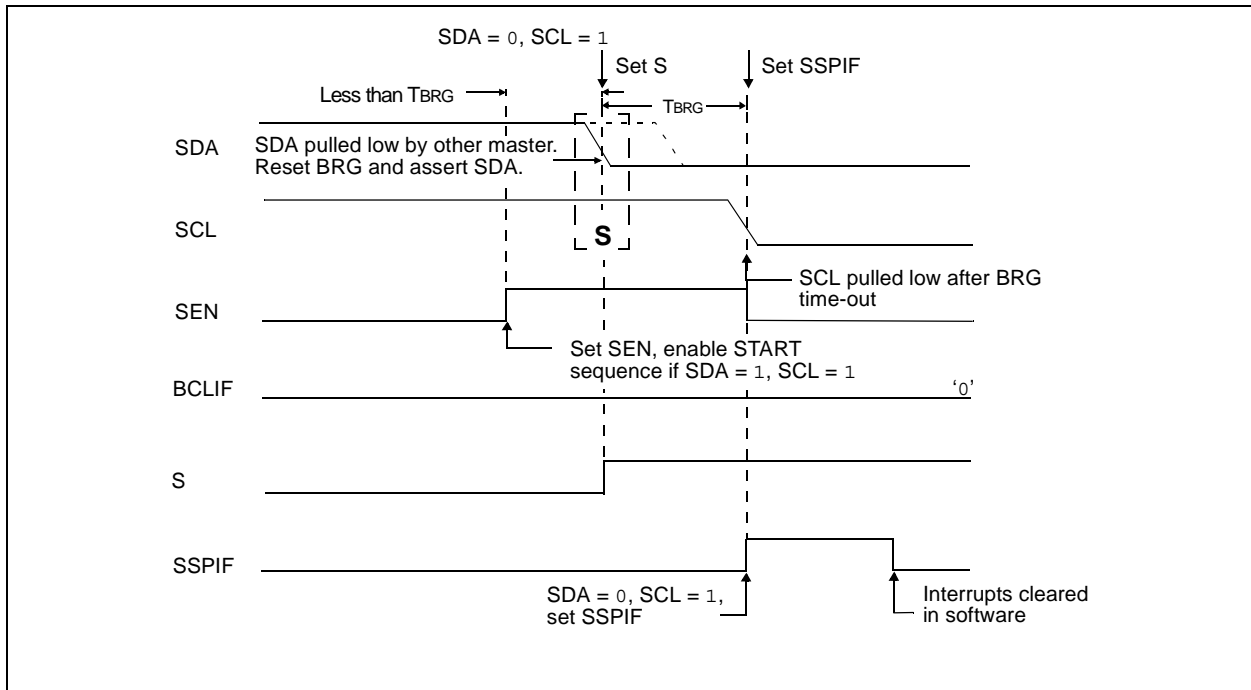 SDA = 0, SCL = 1
Set S
Set SSPIF
Less than TBRG
TBRG
SDA
SDA pulled low by other master.
Reset BRG and assert SDA.
SCL
S
SCL pulled low after BRG
time-out
SEN
Set SEN, enable START
sequence if SDA = 1, SCL = 1
BCLIF
‘0’
S
SSPIF
SDA = 0, SCL = 1,
set SSPIF
Interrupts cleared
in software